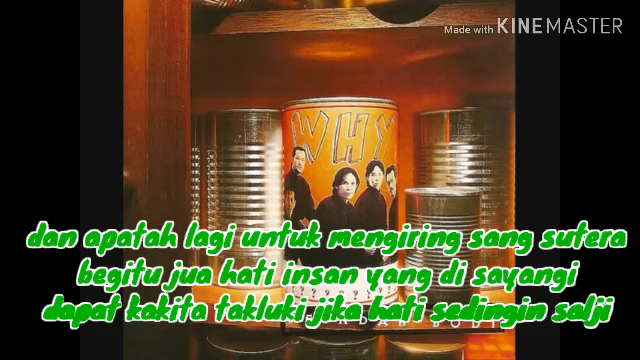 Made with KINEMASTER
WHY
dan apatah lagi untuk mengiring sang sutera
begitu jua hati insan yang di sayangi
dapat kakita takluki jika hati sedingin salji